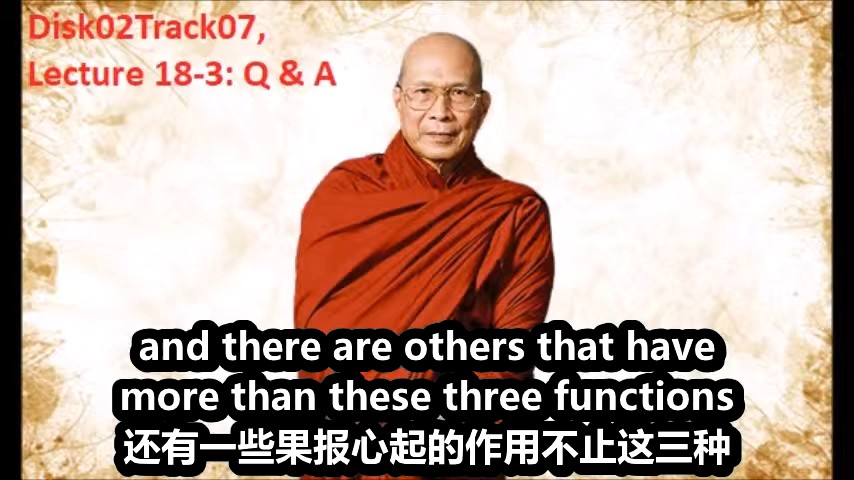 Disk02Track07,
Lecture 18-3: Q & A
and there are others that have
more than these three functions
还有一些果报心起的作用不止这三种